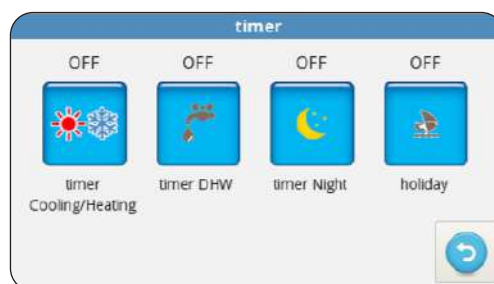 timer
OFF OFF OFF OFF
timer Cooling/Heating
timer DHW
timer Night
holiday